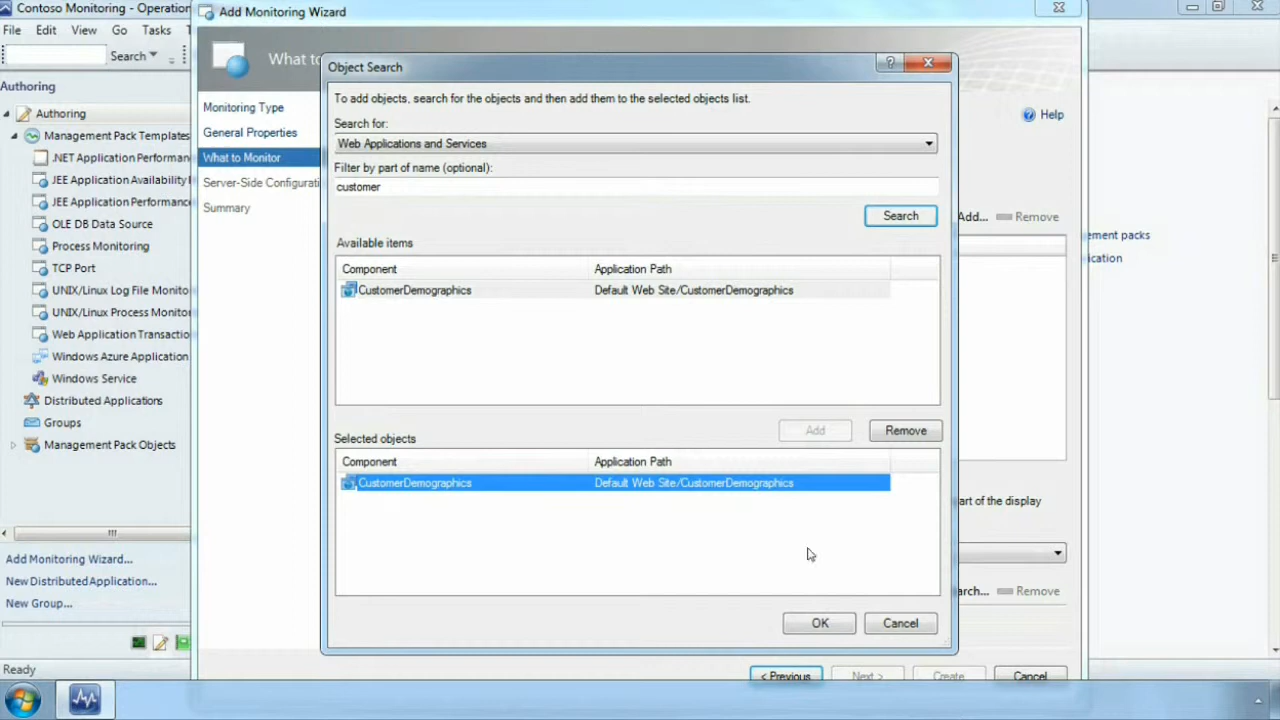 Contoso Monitoring - Operation
Add Monitoring Wizard
File Edit View Go Tasks
Search
What to
Object Search
Authoring
To add objects, search for the objects and then add them to the selected objects list.
Monitoring Type
General Properties
What to Monitor
Server-Side Configurati
Summary
Help
Search for:
Web Applications and Services
Filter by part of name (optional):
customer
Search
Add... Remove
Authoring
Management Pack Templates
.NET Application Performan
JEE Application Availability
JEE Application Performance
OLE DB Data Source
Process Monitoring
TCP Port
UNIX/Linux Log File Monito
UNIX/Linux Process Monitor
Web Application Transactio
Windows Azure Application
Windows Service
Distributed Applications
Groups
Management Pack Objects
Available items
Component Application Path
CustomerDemographics Default Web Site/CustomerDemographics
ement packs
ication
Add Remove
Selected objects
Component Application Path
CustomerDemographics Default Web Site/CustomerDemographics
art of the display
earch... Remove
OK Cancel
Add Monitoring Wizard...
New Distributed Application...
New Group...
Ready
< Previous Next > Create Cancel